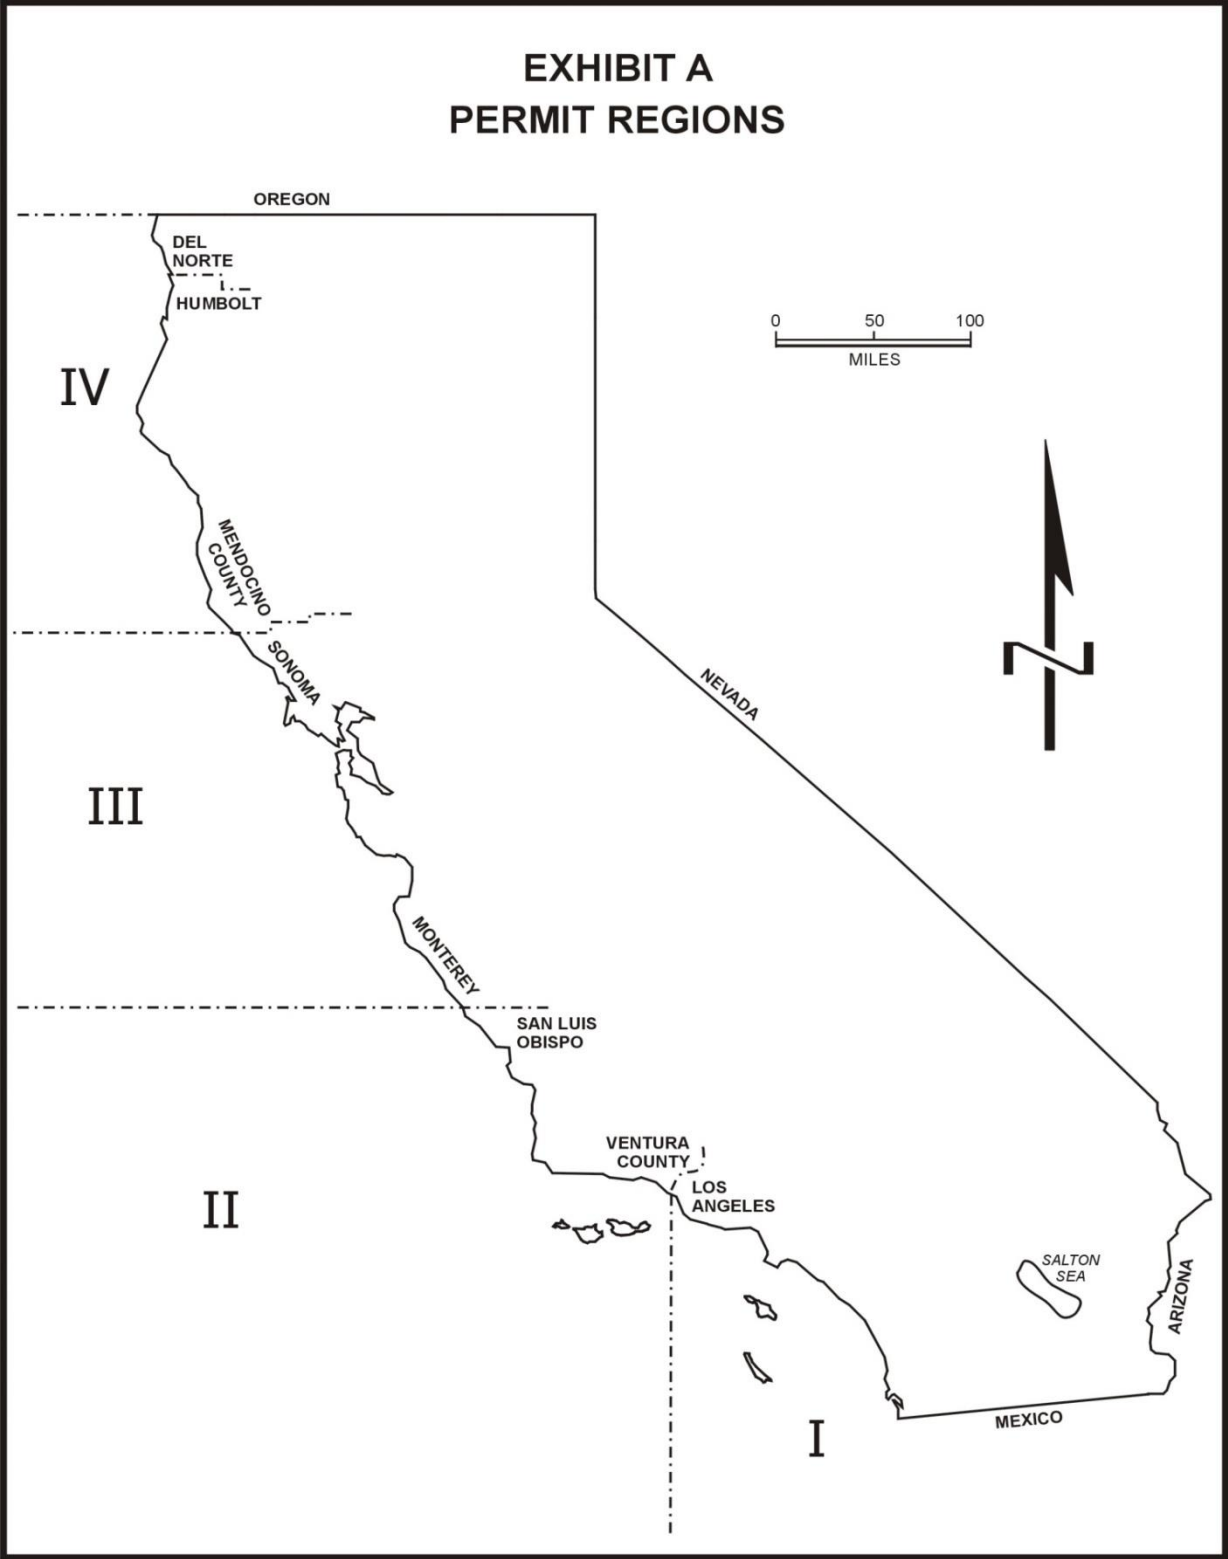 EXHIBIT A
PERMIT REGIONS
OREGON
DEL
NORTE
HUMBOLT
0 50 100
MILES
IV
MENDOCINO
COUNTY
SONOMA
NEVADA
N
III
MONTEREY
SAN LUIS
OBISPO
VENTURA
COUNTY
LOS
ANGELES
II
SALTON
SEA
ARIZONA
MEXICO
I